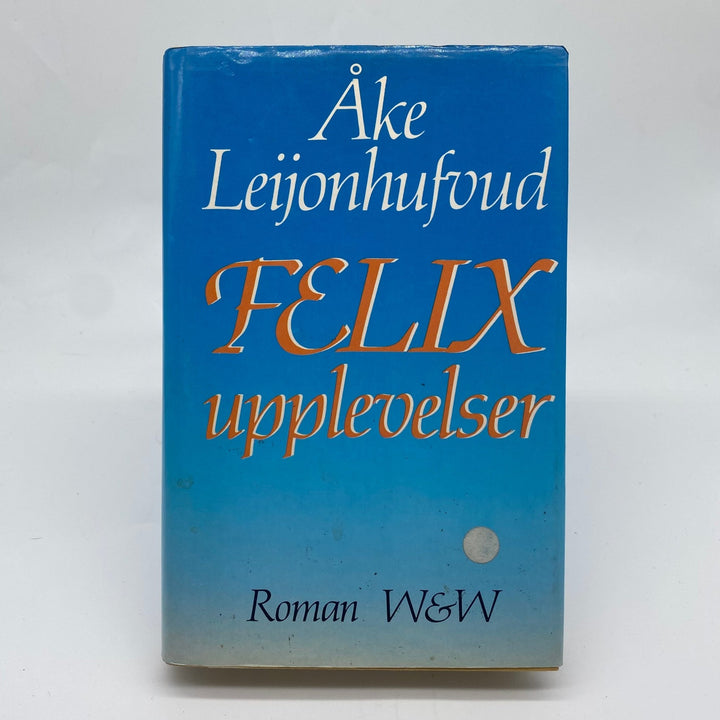 Åke
Leijonhufvud
FELIX
upplevelser
Roman W&W